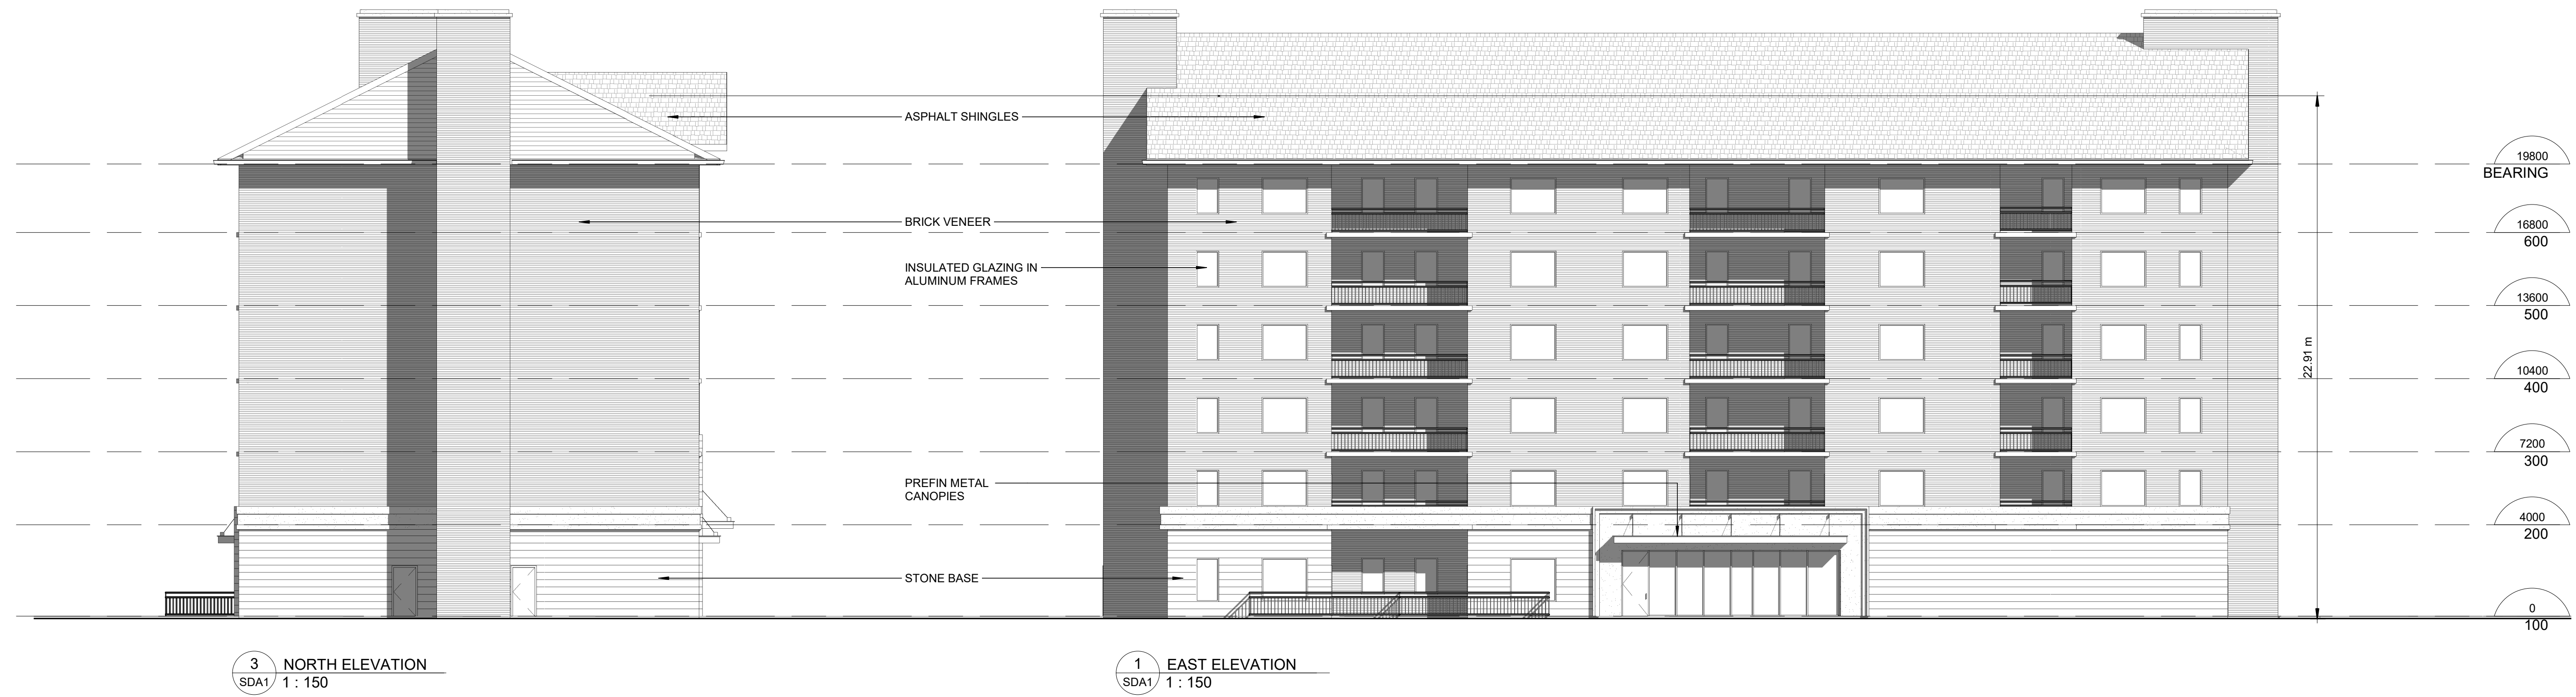 ASPHALT SHINGLES
19800
BEARING
BRICK VENEER
16800
600
INSULATED GLAZING IN
ALUMINUM FRAMES
13600
500
22.91 m
10400
400
7200
300
PREFIN METAL
CANOPIES
4000
200
STONE BASE
0
100
3
SDA1
NORTH ELEVATION
1 : 150
1
SDA1
EAST ELEVATION
1 : 150